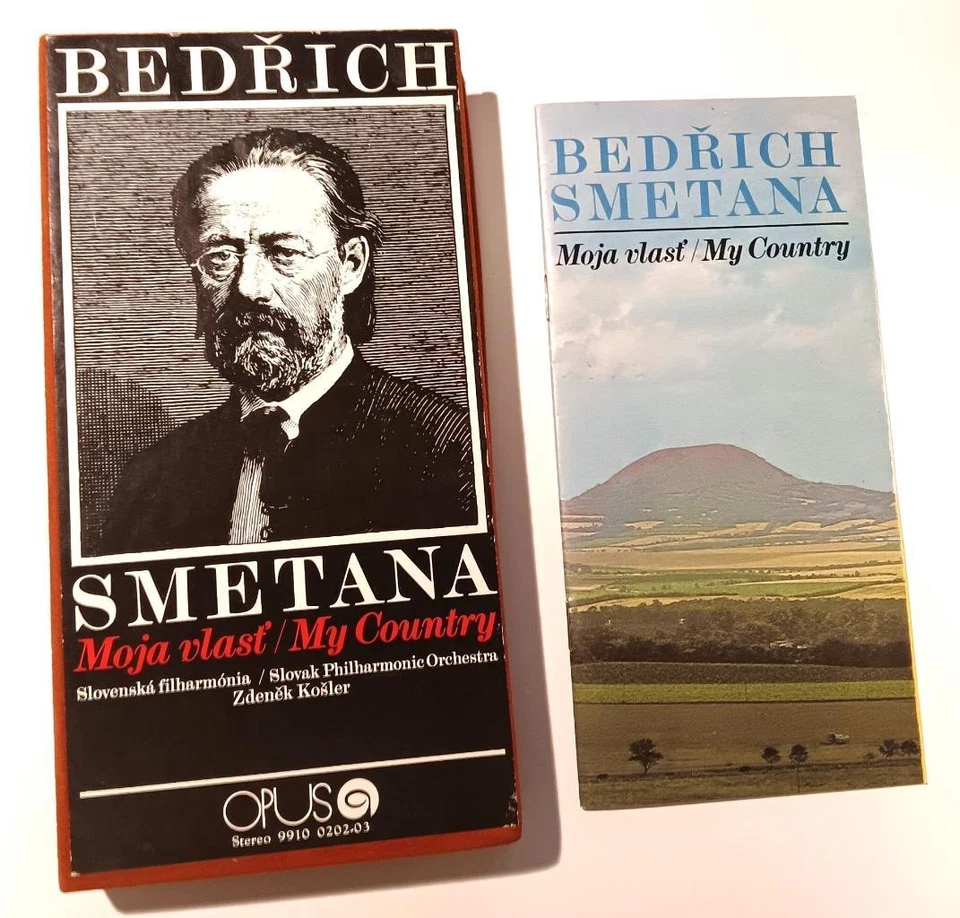 BEDŘICH
SMETANA
Moja vlasť / My Country
Slovenská filharmónia / Slovak Philharmonic Orchestra
Zdeněk Košler
OPUS
Stereo 9910 0202-03
BEDŘICH
SMETANA
Moja vlasť / My Country